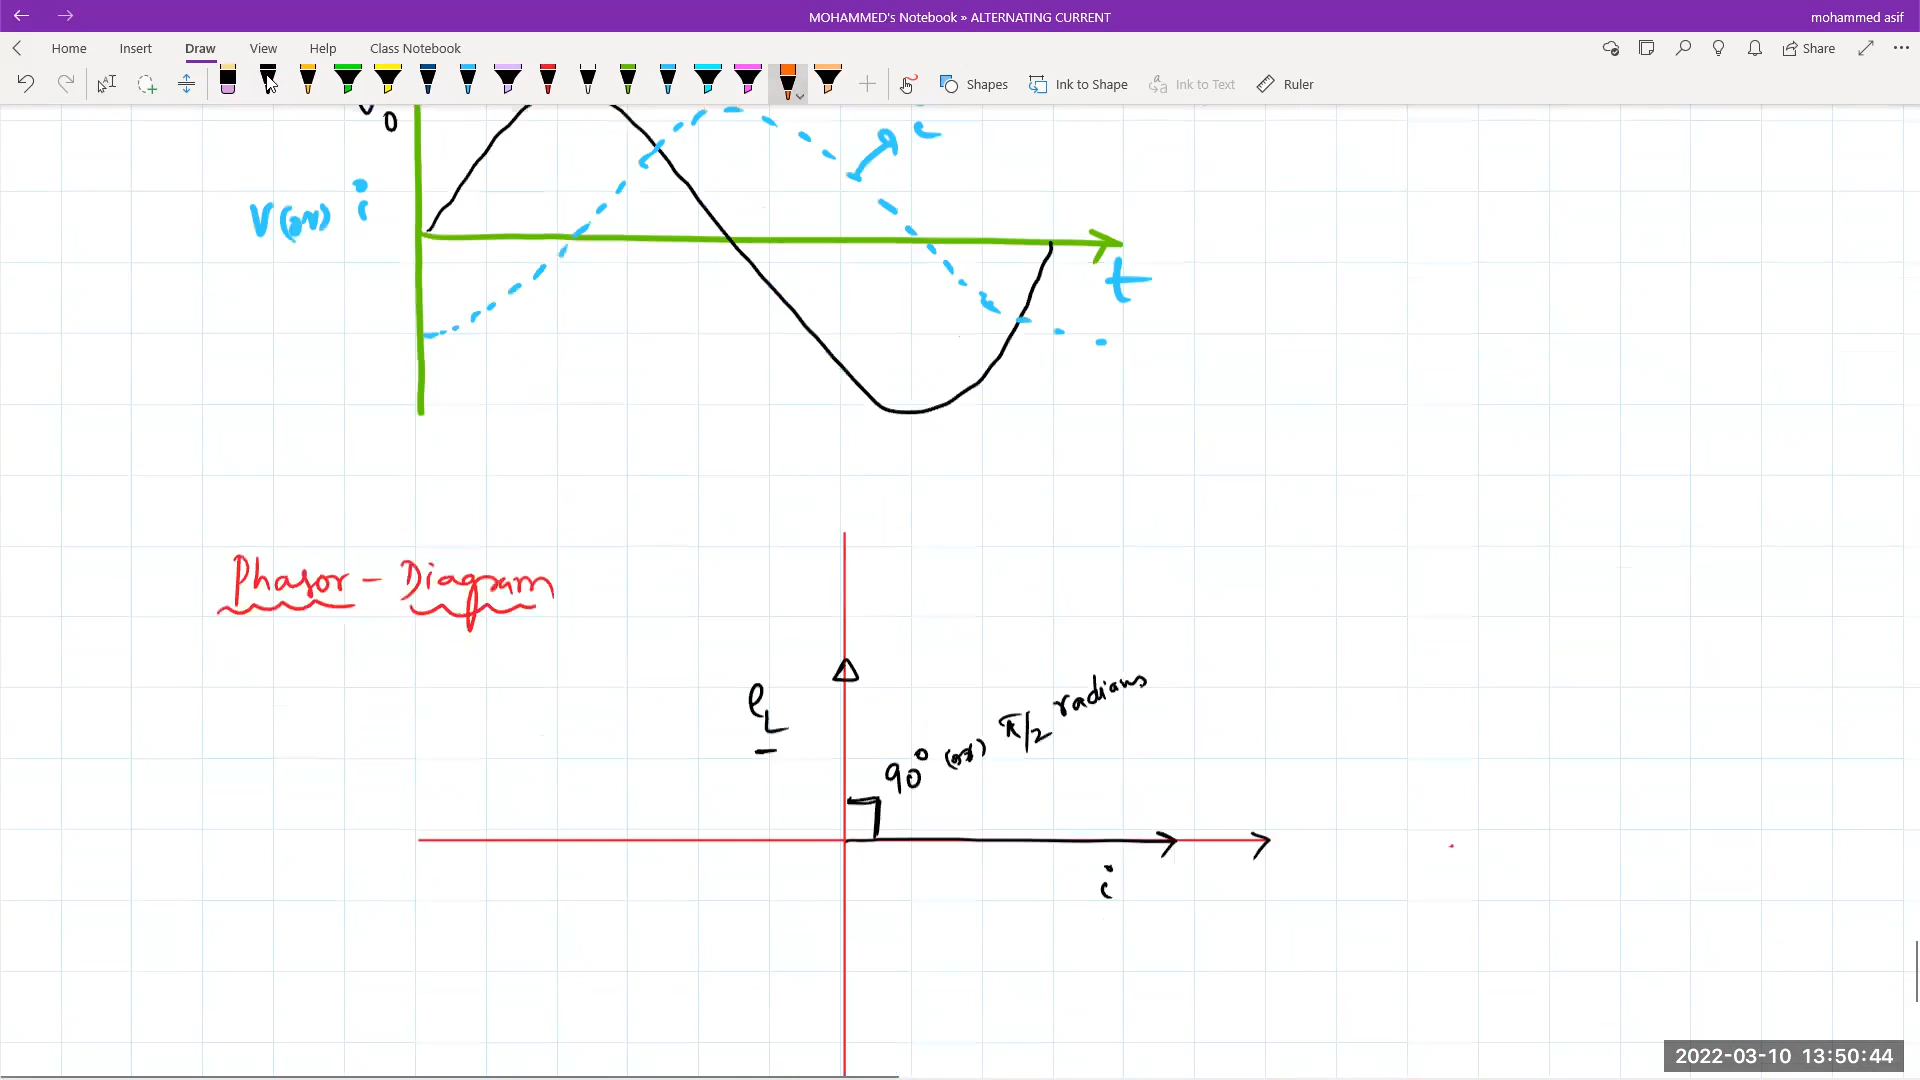 MOHAMMED's Notebook » ALTERNATING CURRENT
mohammed asif
Home Insert Draw View Help Class Notebook
Share
Shapes Ink to Shape Ink to Text Ruler
0
i
V (or) i
t
Phasor - Diagram
e_L
90° (or) π/2 radians
i
2022-03-10 13:50:44